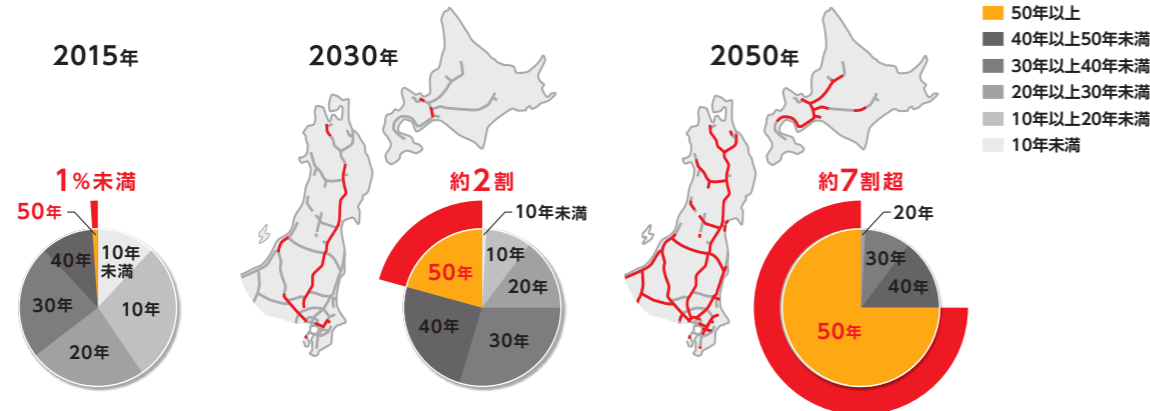 2015年
1%未満
50年
40年
10年
未満
30年
10年
20年
2030年
約2割
10年未満
50年
10年
20年
40年
30年
2050年
約7割超
20年
30年
40年
50年
50年以上
40年以上50年未満
30年以上40年未満
20年以上30年未満
10年以上20年未満
10年未満